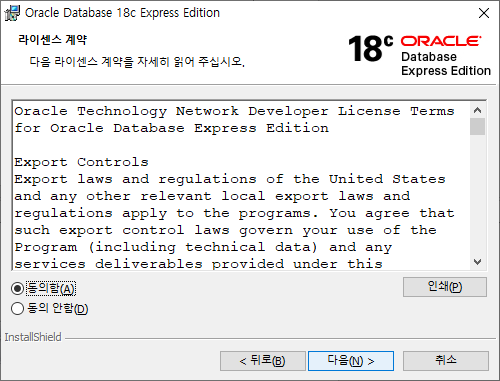 Oracle Database 18c Express Edition
라이센스 계약
다음 라이센스 계약을 자세히 읽어 주십시오.
18c ORACLE
Database
Express Edition
Oracle Technology Network Developer License Terms
for Oracle Database Express Edition
Export Controls
Export laws and regulations of the United States
and any other relevant local export laws and
regulations apply to the programs. You agree that
such export control laws govern your use of the
Program (including technical data) and any
services deliverables provided under this
동의함(A)
인쇄(P)
동의 안함(D)
InstallShield
< 뒤로(B)
다음(N) >
취소